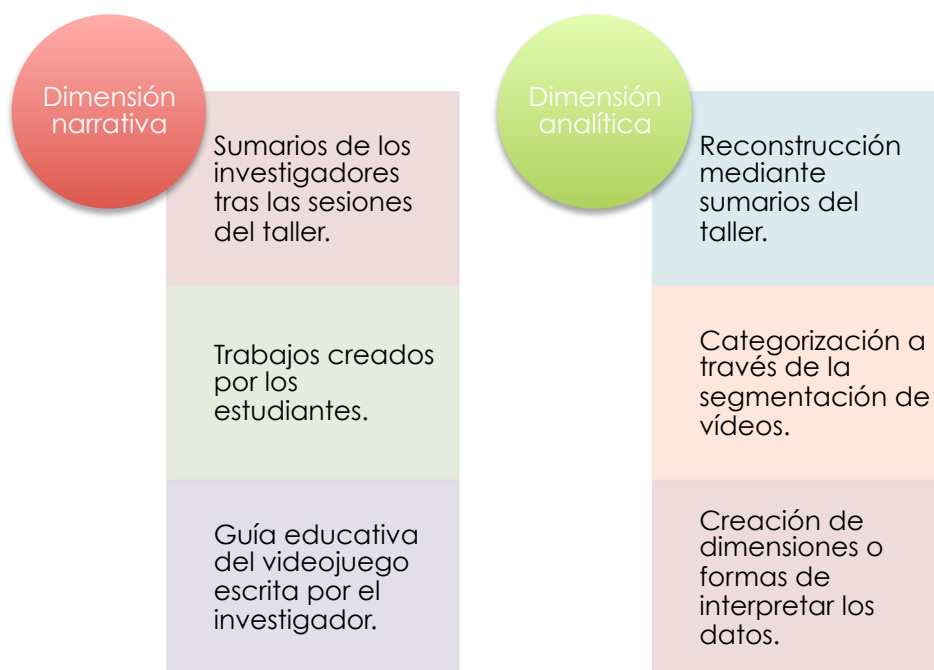 Dimensión
narrativa
Sumarios de los
investigadores
tras las sesiones
del taller.
Trabajos creados
por los
estudiantes.
Guía educativa
del videojuego
escrita por el
investigador.
Dimensión
analítica
Reconstrucción
mediante
sumarios del
taller.
Categorización a
través de la
segmentación de
vídeos.
Creación de
dimensiones o
formas de
interpretar los
datos.